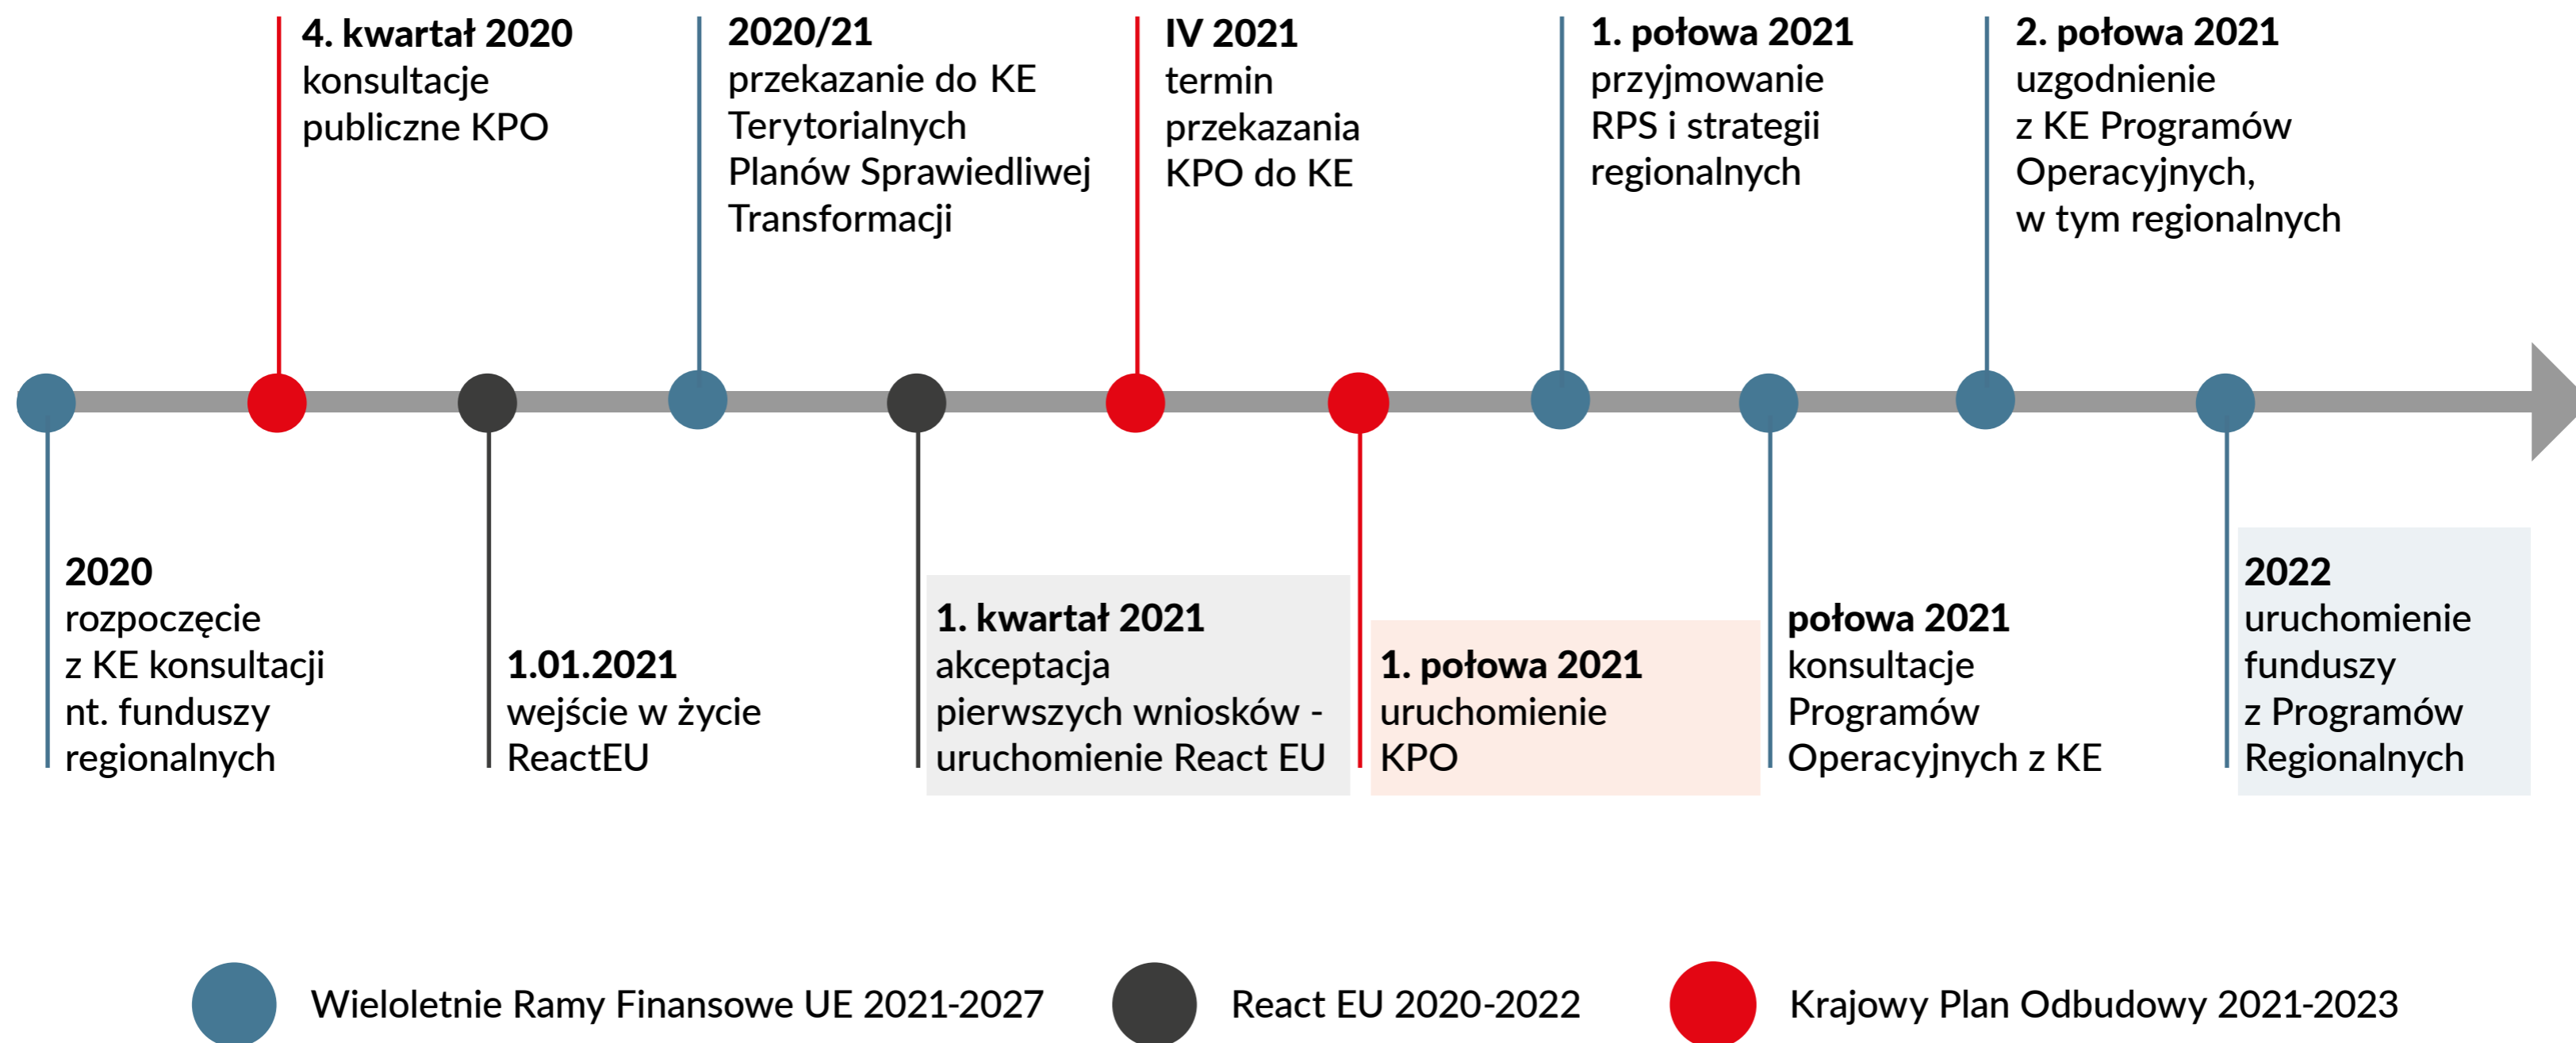 4. kwartał 2020
konsultacje
publiczne KPO
2020/21
przekazanie do KE
Terytorialnych
Planów Sprawiedliwej
Transformacji
IV 2021
termin
przekazania
KPO do KE
1. połowa 2021
przyjmowanie
RPS i strategii
regionalnych
2. połowa 2021
uzgodnienie
z KE Programów
Operacyjnych,
w tym regionalnych
2020
rozpoczęcie
z KE konsultacji
nt. funduszy
regionalnych
1.01.2021
wejście w życie
ReactEU
1. kwartał 2021
akceptacja
pierwszych wniosków -
uruchomienie React EU
1. połowa 2021
uruchomienie
KPO
połowa 2021
konsultacje
Programów
Operacyjnych z KE
2022
uruchomienie
funduszy
z Programów
Regionalnych
Wieloletnie Ramy Finansowe UE 2021-2027
React EU 2020-2022
Krajowy Plan Odbudowy 2021-2023